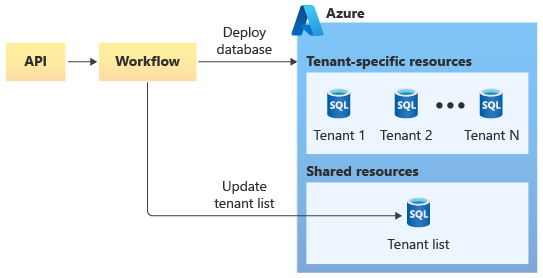 Azure
Deploy
database
API
Workflow
Tenant-specific resources
SQL
SQL
SQL
Tenant 1
Tenant 2
Tenant N
Shared resources
Update
tenant list
SQL
Tenant list